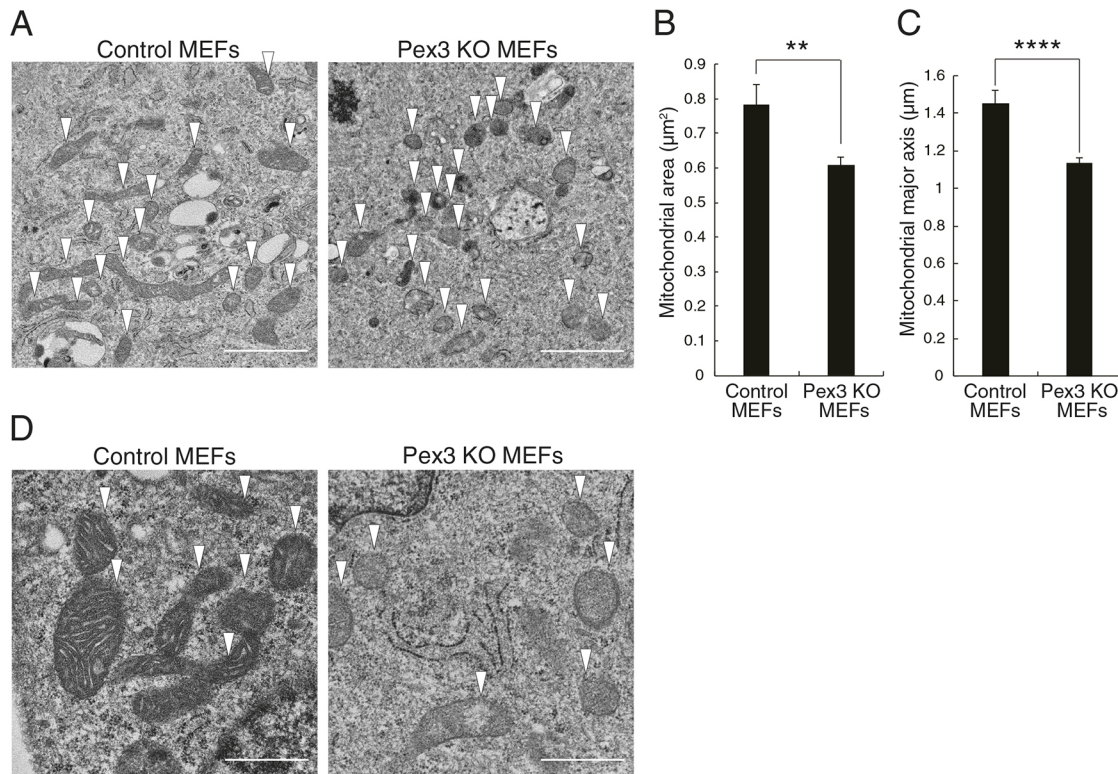 A
Control MEFs
Pex3 KO MEFs
B
**
Mitochondrial area (µm²)
0.9
0.8
0.7
0.6
0.5
0.4
0.3
0.2
0.1
0
Control
MEFs
Pex3 KO
MEFs
C
****
Mitochondrial major axis (µm)
1.6
1.4
1.2
1
0.8
0.6
0.4
0.2
0
Control
MEFs
Pex3 KO
MEFs
D
Control MEFs
Pex3 KO MEFs